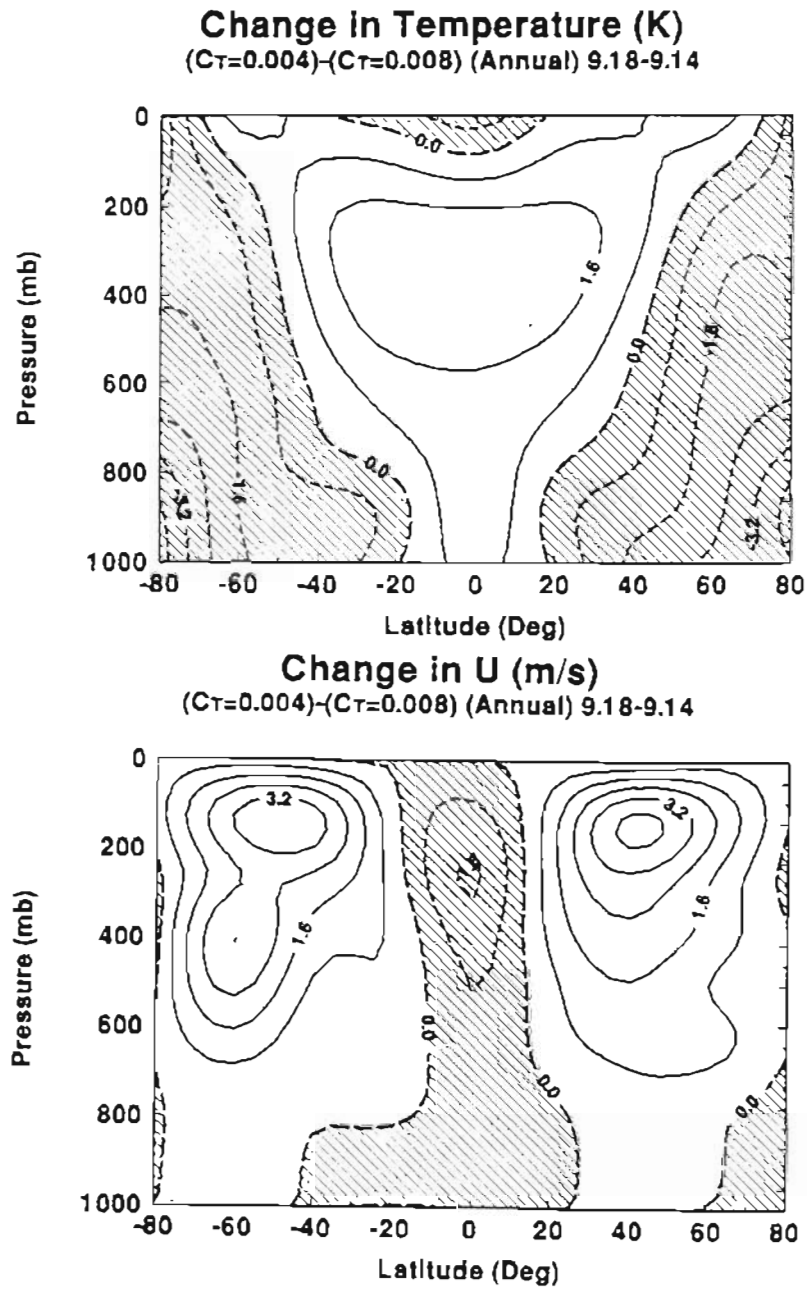 Change in Temperature (K)
(CT=0.004)-(CT=0.008) (Annual) 9.18-9.14
0
200
400
600
800
1000
Pressure (mb)
0.0
1.6
0.0
-1.6
0.0
-3.2
-80 -60 -40 -20 0 20 40 60 80
Latitude (Deg)
Change in U (m/s)
(CT=0.004)-(CT=0.008) (Annual) 9.18-9.14
0
200
400
600
800
1000
Pressure (mb)
3.2
3.2
1.6
1.6
0.0
0.0
0.0
-80 -60 -40 -20 0 20 40 60 80
Latitude (Deg)